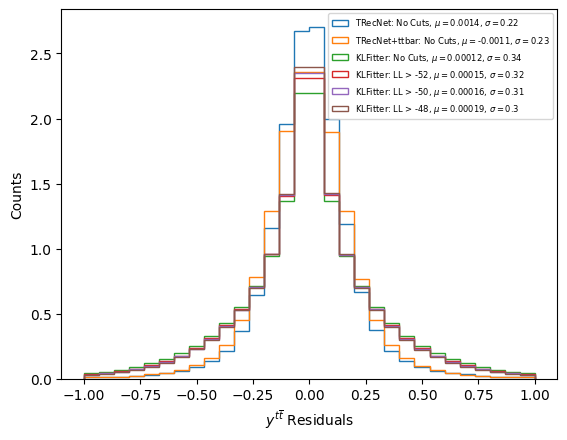 TRecNet: No Cuts, μ = 0.0014, σ = 0.22
TRecNet+ttbar: No Cuts, μ = -0.0011, σ = 0.23
KLFitter: No Cuts, μ = 0.00012, σ = 0.34
KLFitter: LL > -52, μ = 0.00015, σ = 0.32
KLFitter: LL > -50, μ = 0.00016, σ = 0.31
KLFitter: LL > -48, μ = 0.00019, σ = 0.3
2.5
2.0
1.5
1.0
0.5
0.0
Counts
−1.00 −0.75 −0.50 −0.25 0.00 0.25 0.50 0.75 1.00
y^{tt̅} Residuals